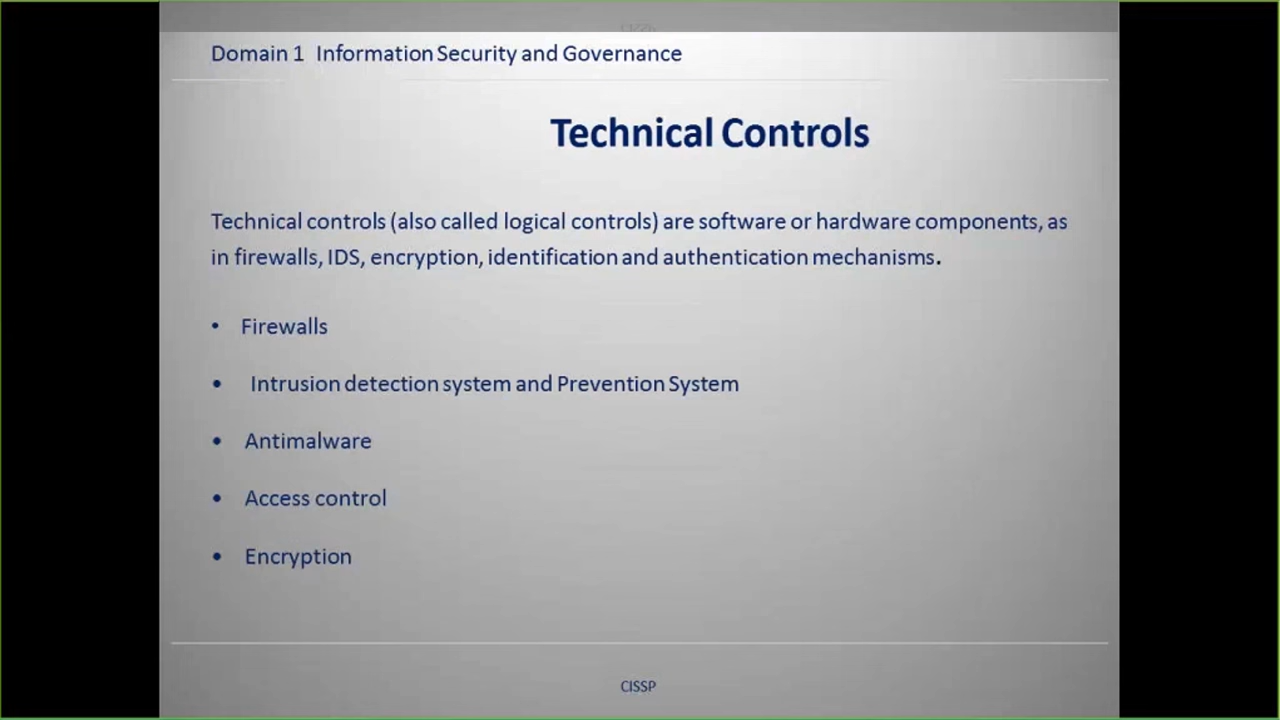 Domain 1 Information Security and Governance
Technical Controls
Technical controls (also called logical controls) are software or hardware components, as
in firewalls, IDS, encryption, identification and authentication mechanisms.
• Firewalls
• Intrusion detection system and Prevention System
• Antimalware
• Access control
• Encryption
CISSP